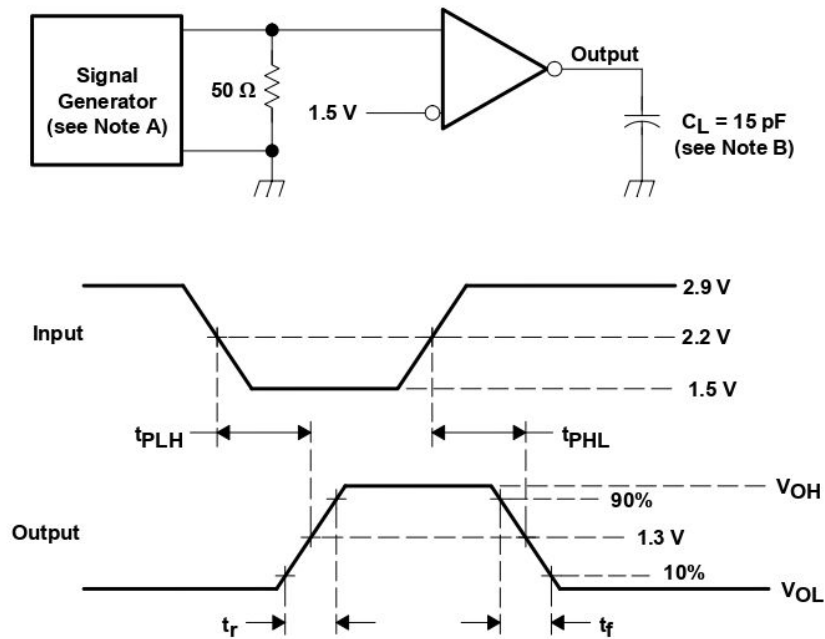 Signal
Generator
(see Note A)
50 Ω
1.5 V
Output
CL = 15 pF
(see Note B)
Input
2.9 V
2.2 V
1.5 V
tPLH
tPHL
Output
VOH
90%
1.3 V
10%
VOL
tr
tf